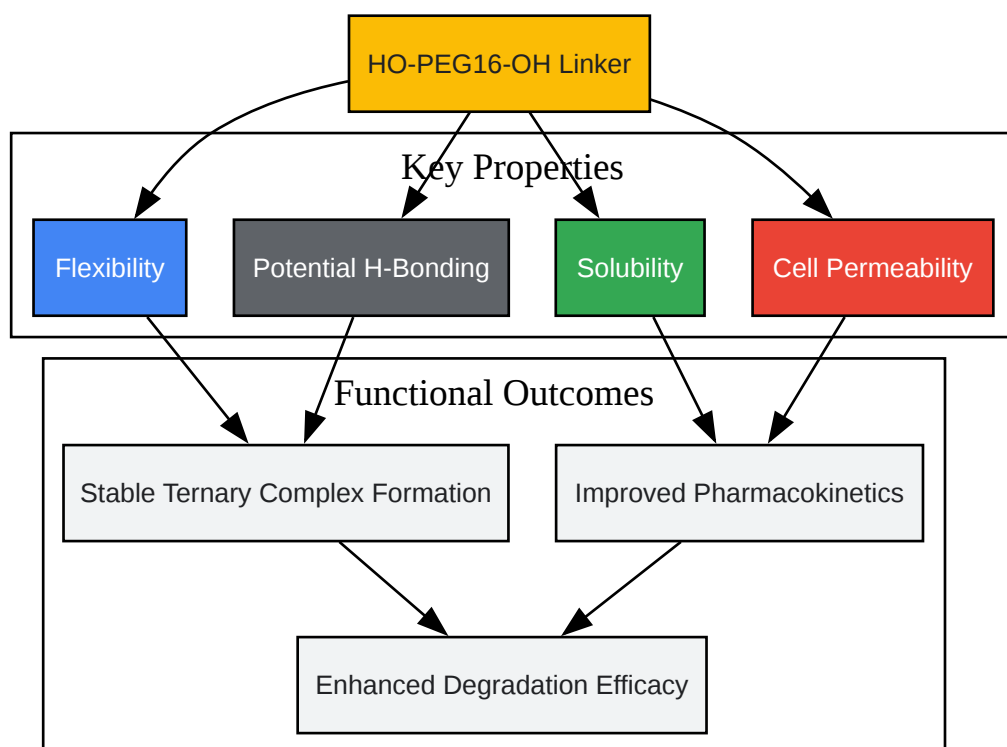 HO-PEG16-OH Linker
Key Properties
Flexibility
Potential H-Bonding
Solubility
Cell Permeability
Functional Outcomes
Stable Ternary Complex Formation
Improved Pharmacokinetics
Enhanced Degradation Efficacy